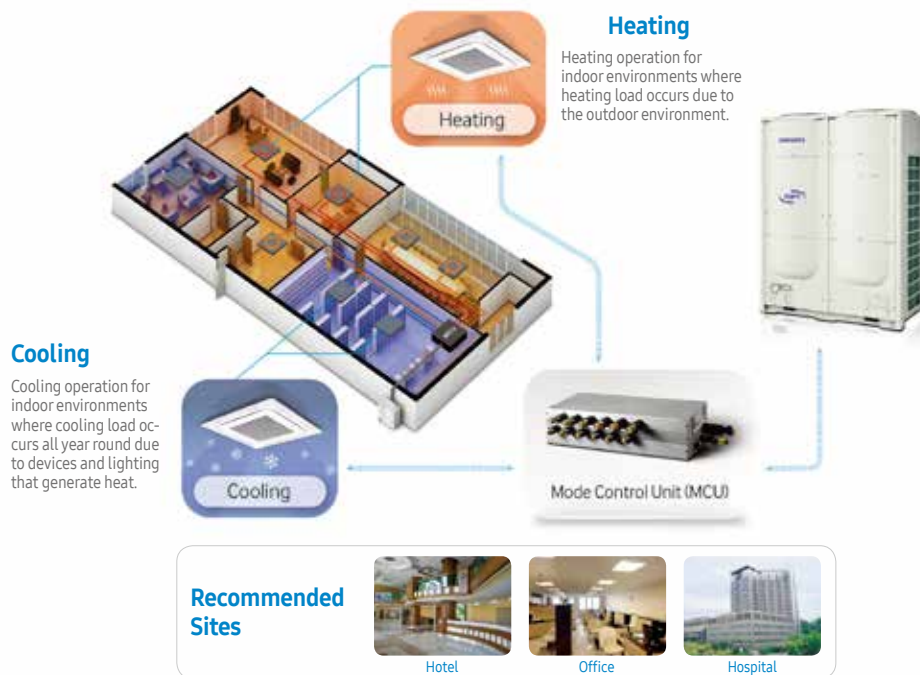 Heating
Heating operation for
indoor environments where
heating load occurs due to
the outdoor environment.
Heating
Cooling
Cooling operation for
indoor environments
where cooling load oc-
curs all year round due
to devices and lighting
that generate heat.
Cooling
Mode Control Unit (MCU)
Recommended
Sites
Hotel
Office
Hospital